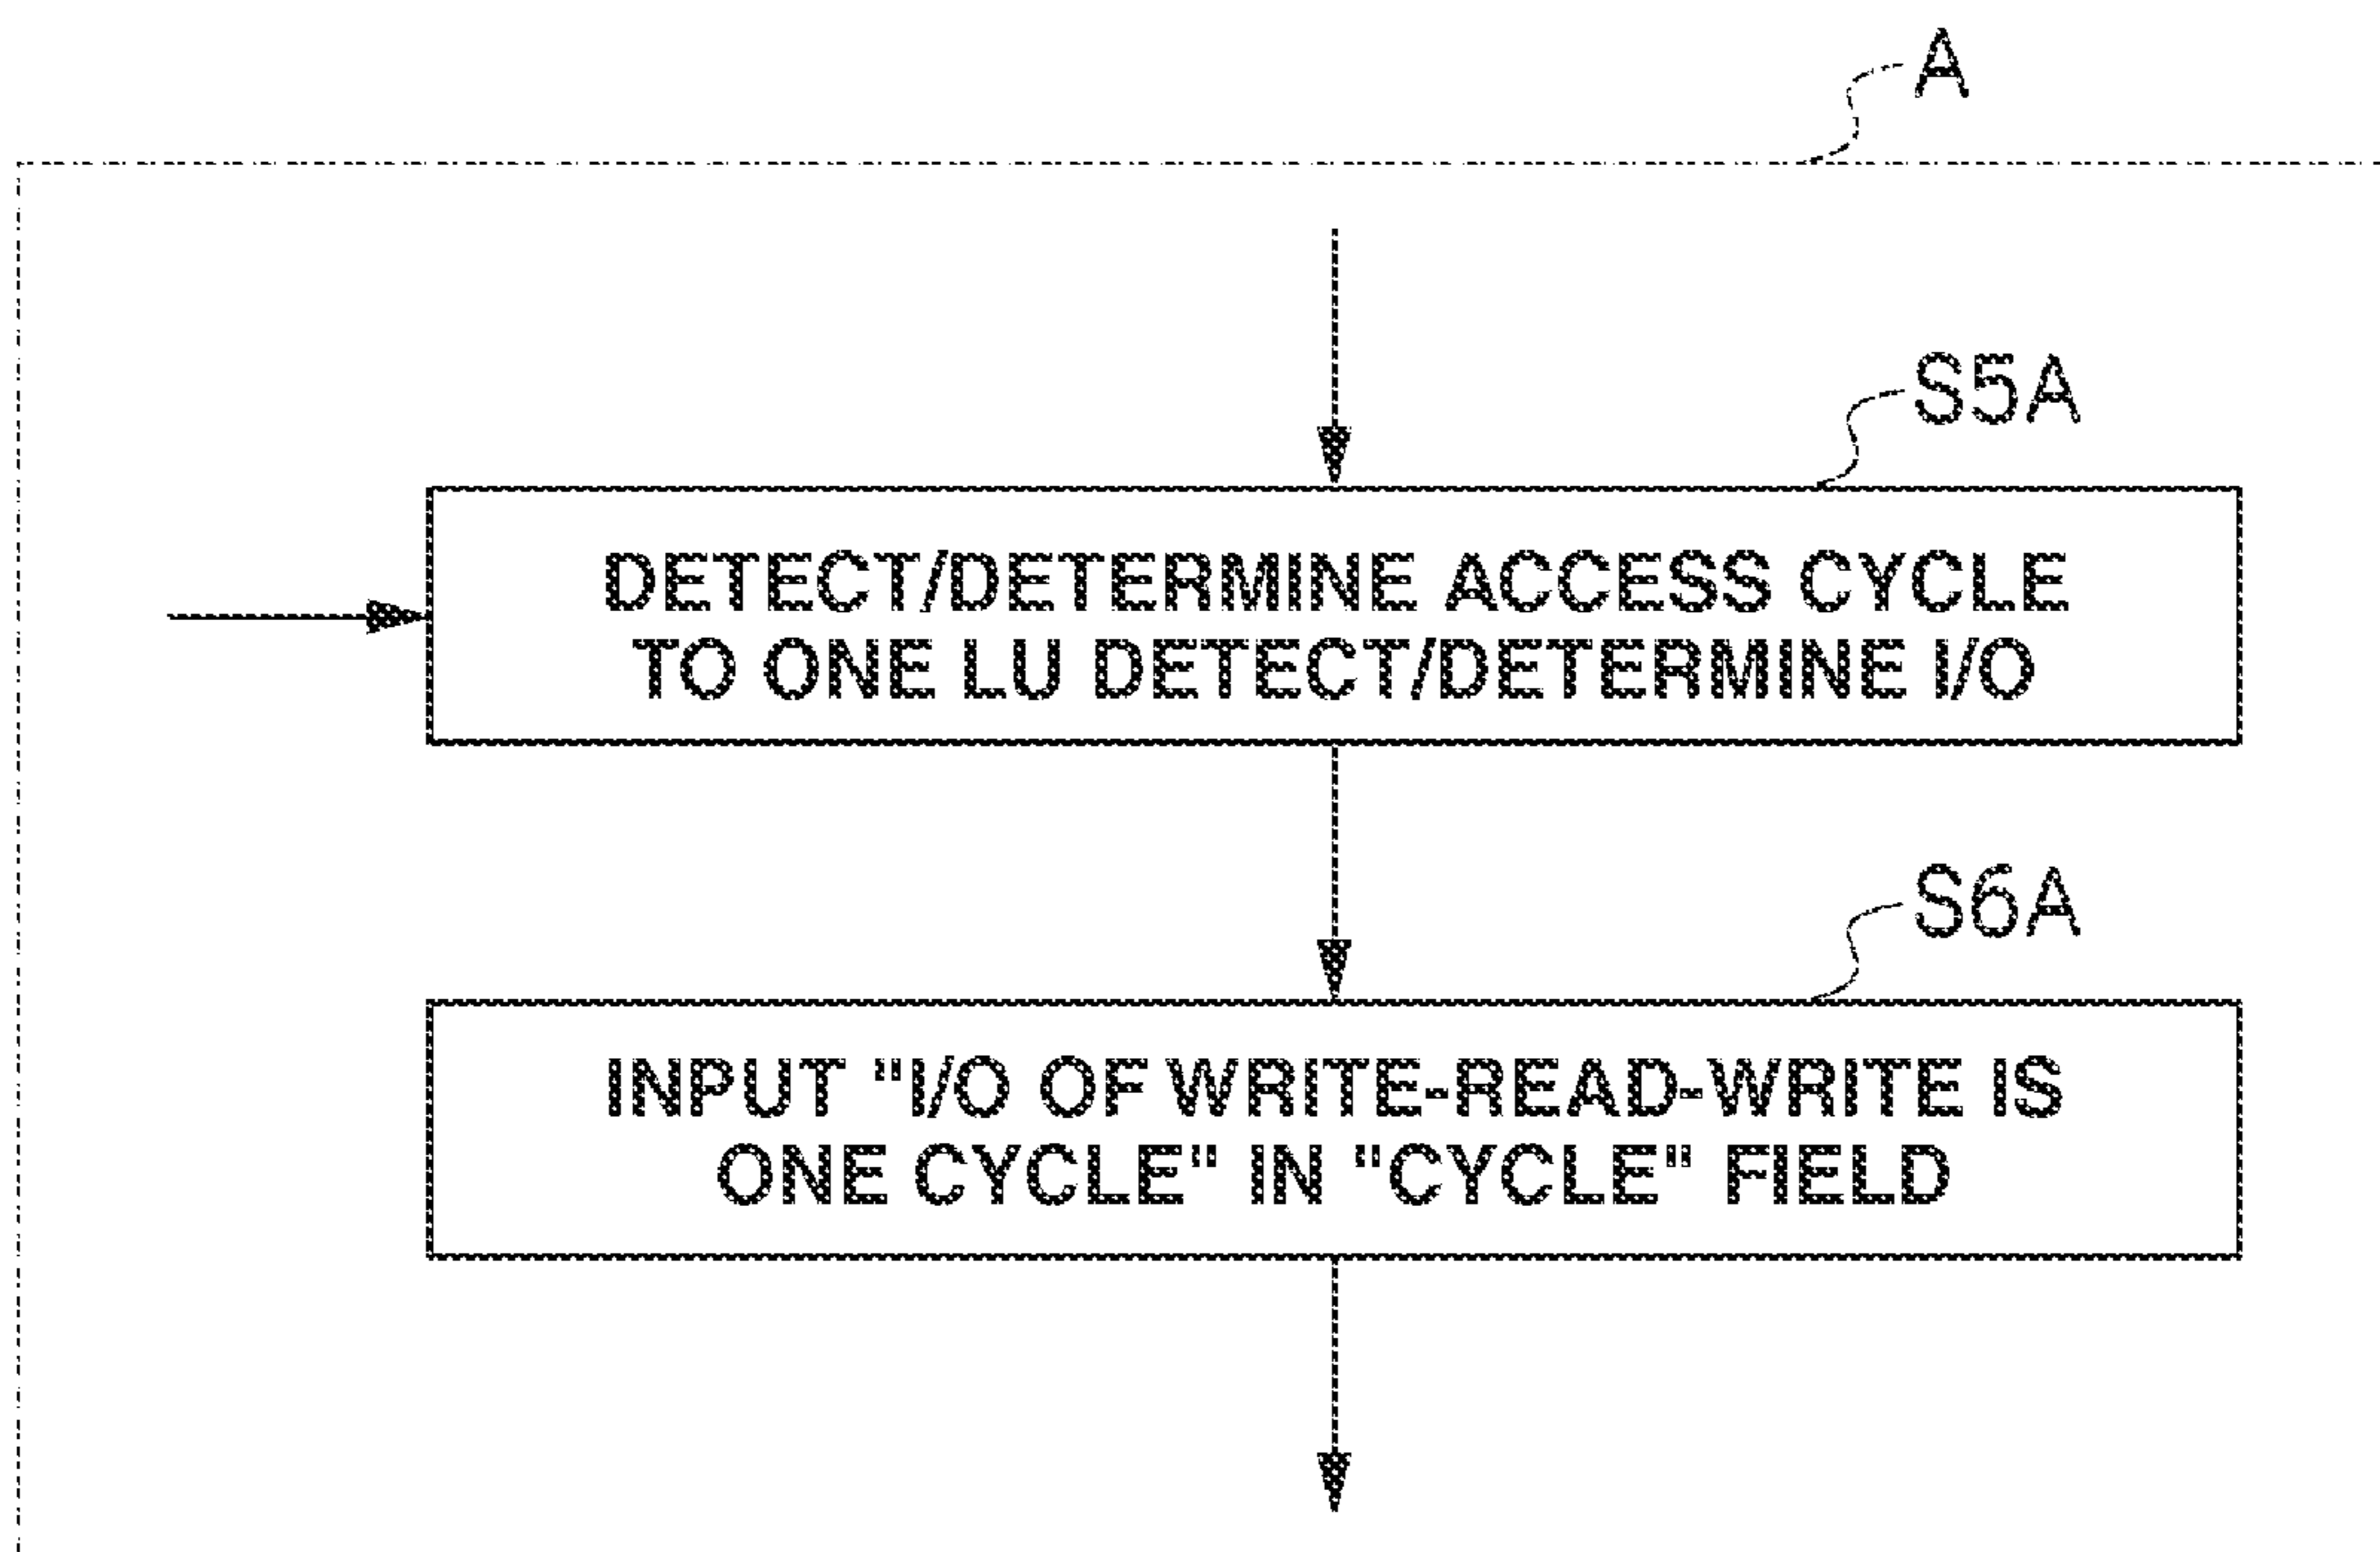 A
S5A
DETECT/DETERMINE ACCESS CYCLE
TO ONE LU DETECT/DETERMINE I/O
S6A
INPUT "I/O OF WRITE-READ-WRITE IS
ONE CYCLE" IN "CYCLE" FIELD